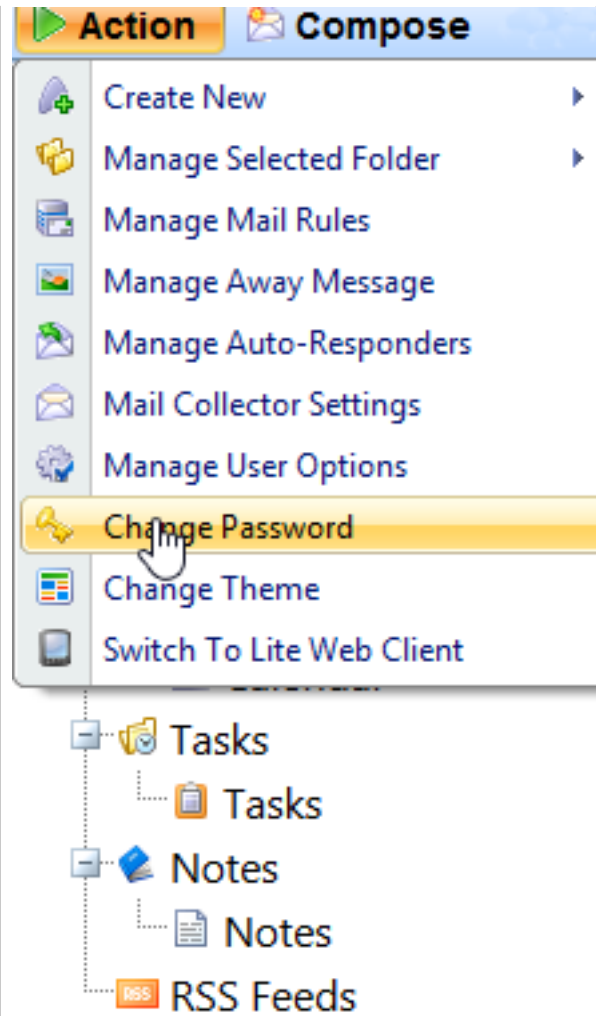 Action Compose
Create New
Manage Selected Folder
Manage Mail Rules
Manage Away Message
Manage Auto-Responders
Mail Collector Settings
Manage User Options
Change Password
Change Theme
Switch To Lite Web Client
Tasks
Tasks
Notes
Notes
RSS RSS Feeds